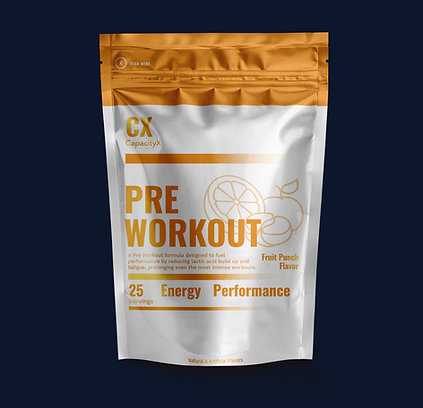 TEAR HERE
CX
CapacityX
PRE
WORKOUT
A Pre Workout formula designed to fuel
performance by reducing lactic acid build up and
fatigue, prolonging even the most intense workouts.
Fruit Punch
Flavor
25 Energy Performance
Servings
Natural & Artificial Flavors